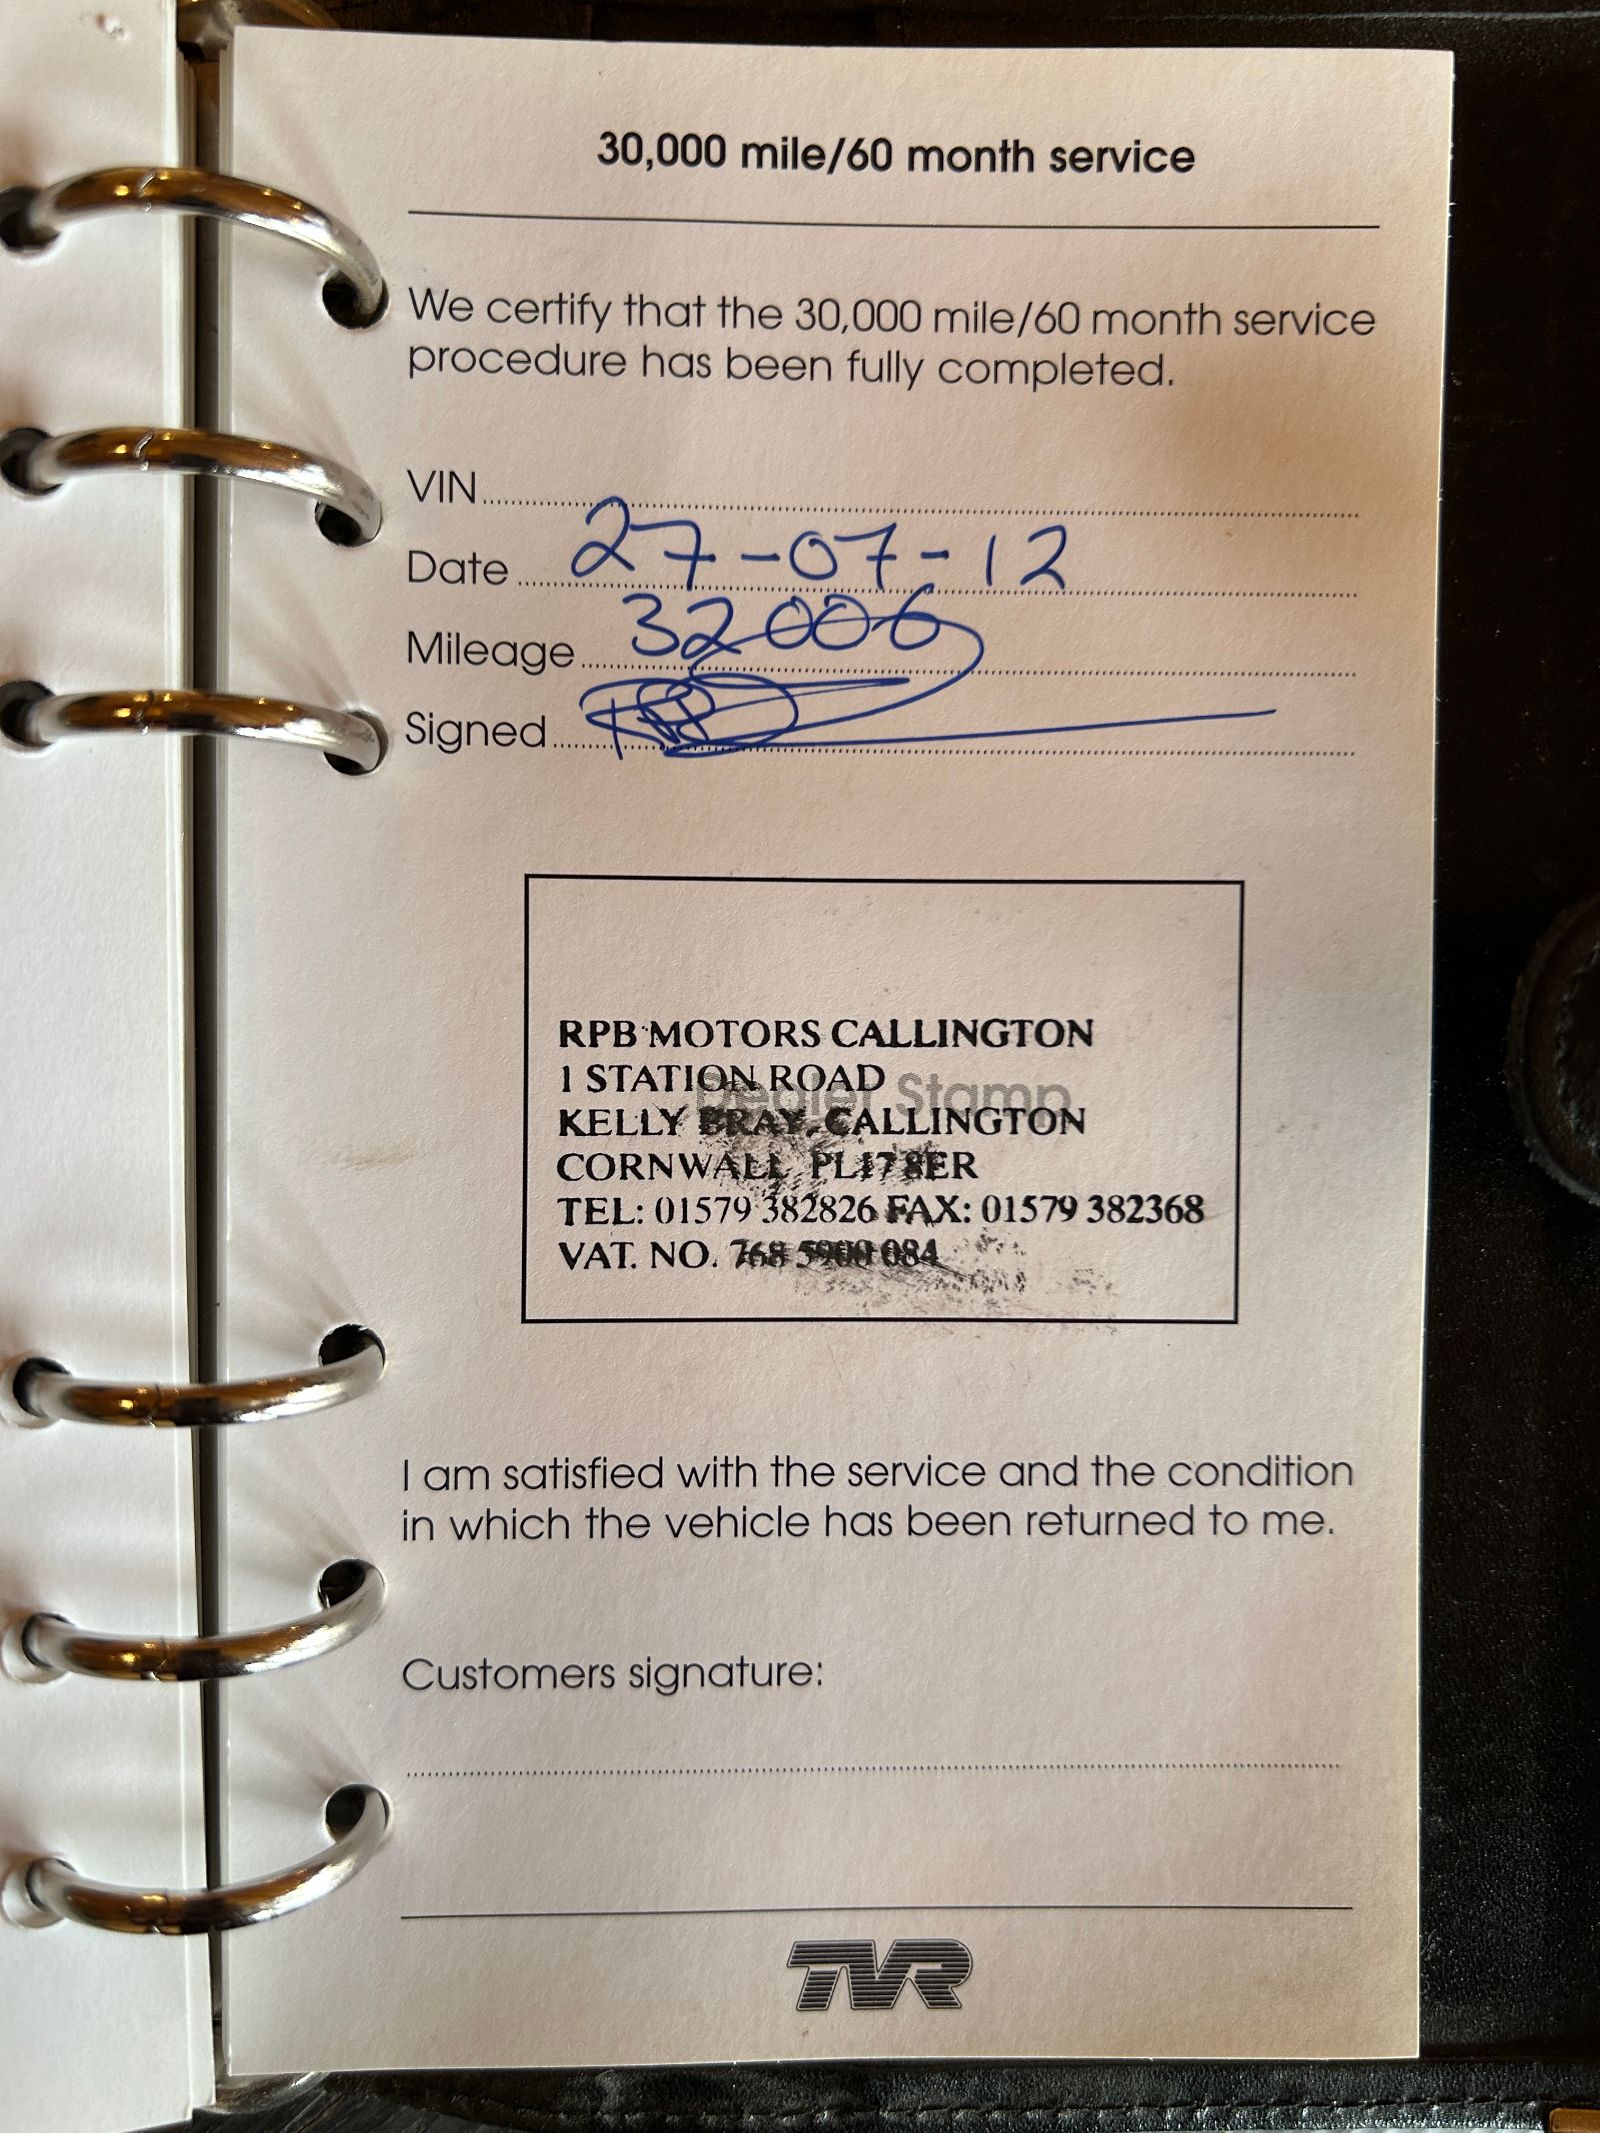 30,000 mile/60 month service
We certify that the 30,000 mile/60 month service
procedure has been fully completed.
VIN
Date 27-07-12
Mileage 32006
Signed
Dealer Stamp
RPB MOTORS CALLINGTON
1 STATION ROAD
KELLY BRAY, CALLINGTON
CORNWALL PL17 8ER
TEL: 01579 382826 FAX: 01579 382368
VAT. NO. 768 5900 084
I am satisfied with the service and the condition
in which the vehicle has been returned to me.
Customers signature:
TVR